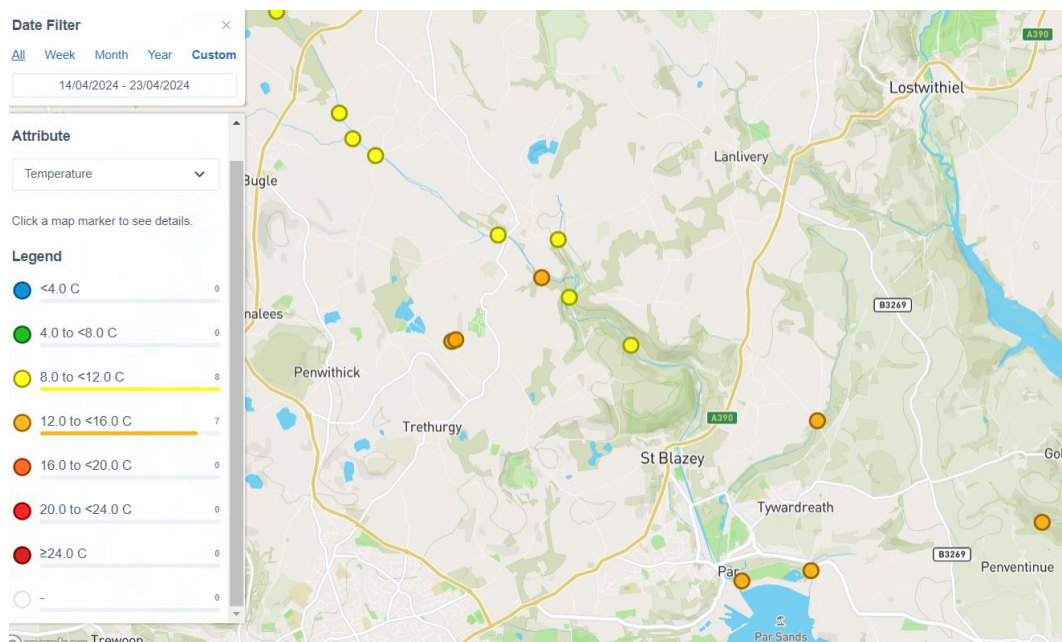 Date Filter ×
All Week Month Year Custom
14/04/2024 - 23/04/2024
Attribute
Temperature
Click a map marker to see details.
Legend
<4.0 C 0
4.0 to <8.0 C 0
8.0 to <12.0 C 8
12.0 to <16.0 C 7
16.0 to <20.0 C 0
20.0 to <24.0 C 0
≥24.0 C 0
- 0
A390
Lostwithiel
Lanlivery
Bugle
B3269
nalees
Penwithick
A390
Trethurgy
St Blazey
Gol
Tywardreath
B3269
Penventinue
Par
Par Sands
Trewoon